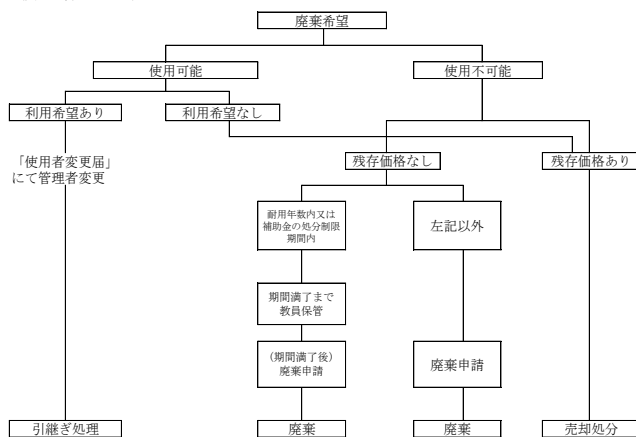 廃棄希望
使用可能
使用不可能
利用希望あり
利用希望なし
「使用者変更届」
にて管理者変更
残存価格なし
残存価格あり
耐用年数内又は
補助金の処分制限
期間内
左記以外
期間満了まで
教員保管
(期間満了後)
廃棄申請
廃棄申請
引継ぎ処理
廃棄
廃棄
売却処分